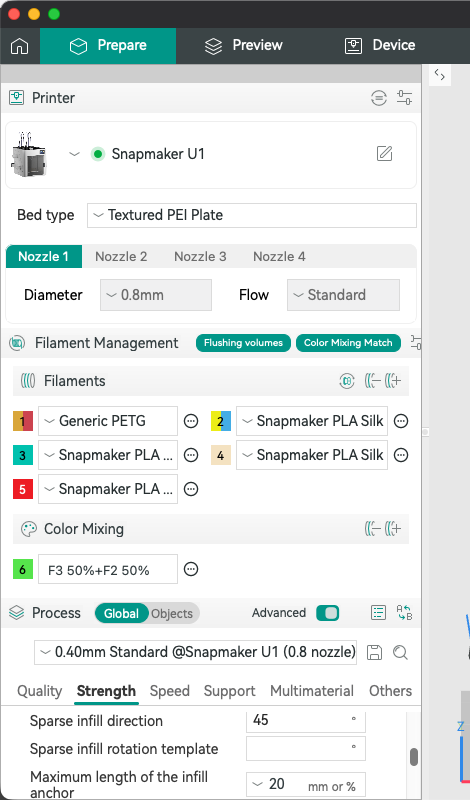 Prepare Preview Device
Printer
Snapmaker U1
Bed type Textured PEI Plate
Nozzle 1 Nozzle 2 Nozzle 3 Nozzle 4
Diameter 0.8mm Flow Standard
Filament Management Flushing volumes Color Mixing Match
Filaments
1 Generic PETG 2 Snapmaker PLA Silk
3 Snapmaker PLA ... 4 Snapmaker PLA Silk
5 Snapmaker PLA ...
Color Mixing
6 F3 50%+F2 50%
Process Global Objects Advanced
0.40mm Standard @Snapmaker U1 (0.8 nozzle)
Quality Strength Speed Support Multimaterial Others
Sparse infill direction 45 °
Sparse infill rotation template °
Maximum length of the infill
anchor 20 mm or %
Z